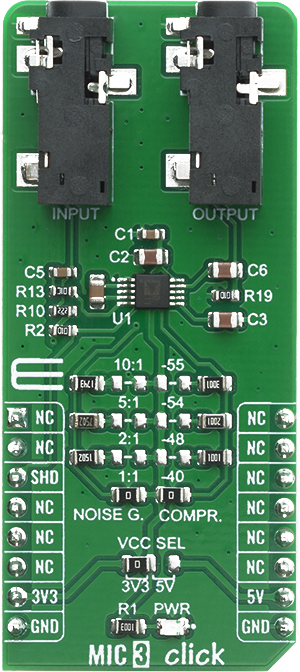 INPUT OUTPUT
C1
C2
C5 C6
R13 R19
R10
R2 C3
U1
10:1 -55
5:1 -54
2:1 -48
1:1 -40
NOISE G. COMPR.
VCC SEL
3V3 5V
NC NC
NC NC
SHD NC
NC NC
NC NC
NC NC
3V3 5V
GND GND
R1 PWR
MIC 3 click